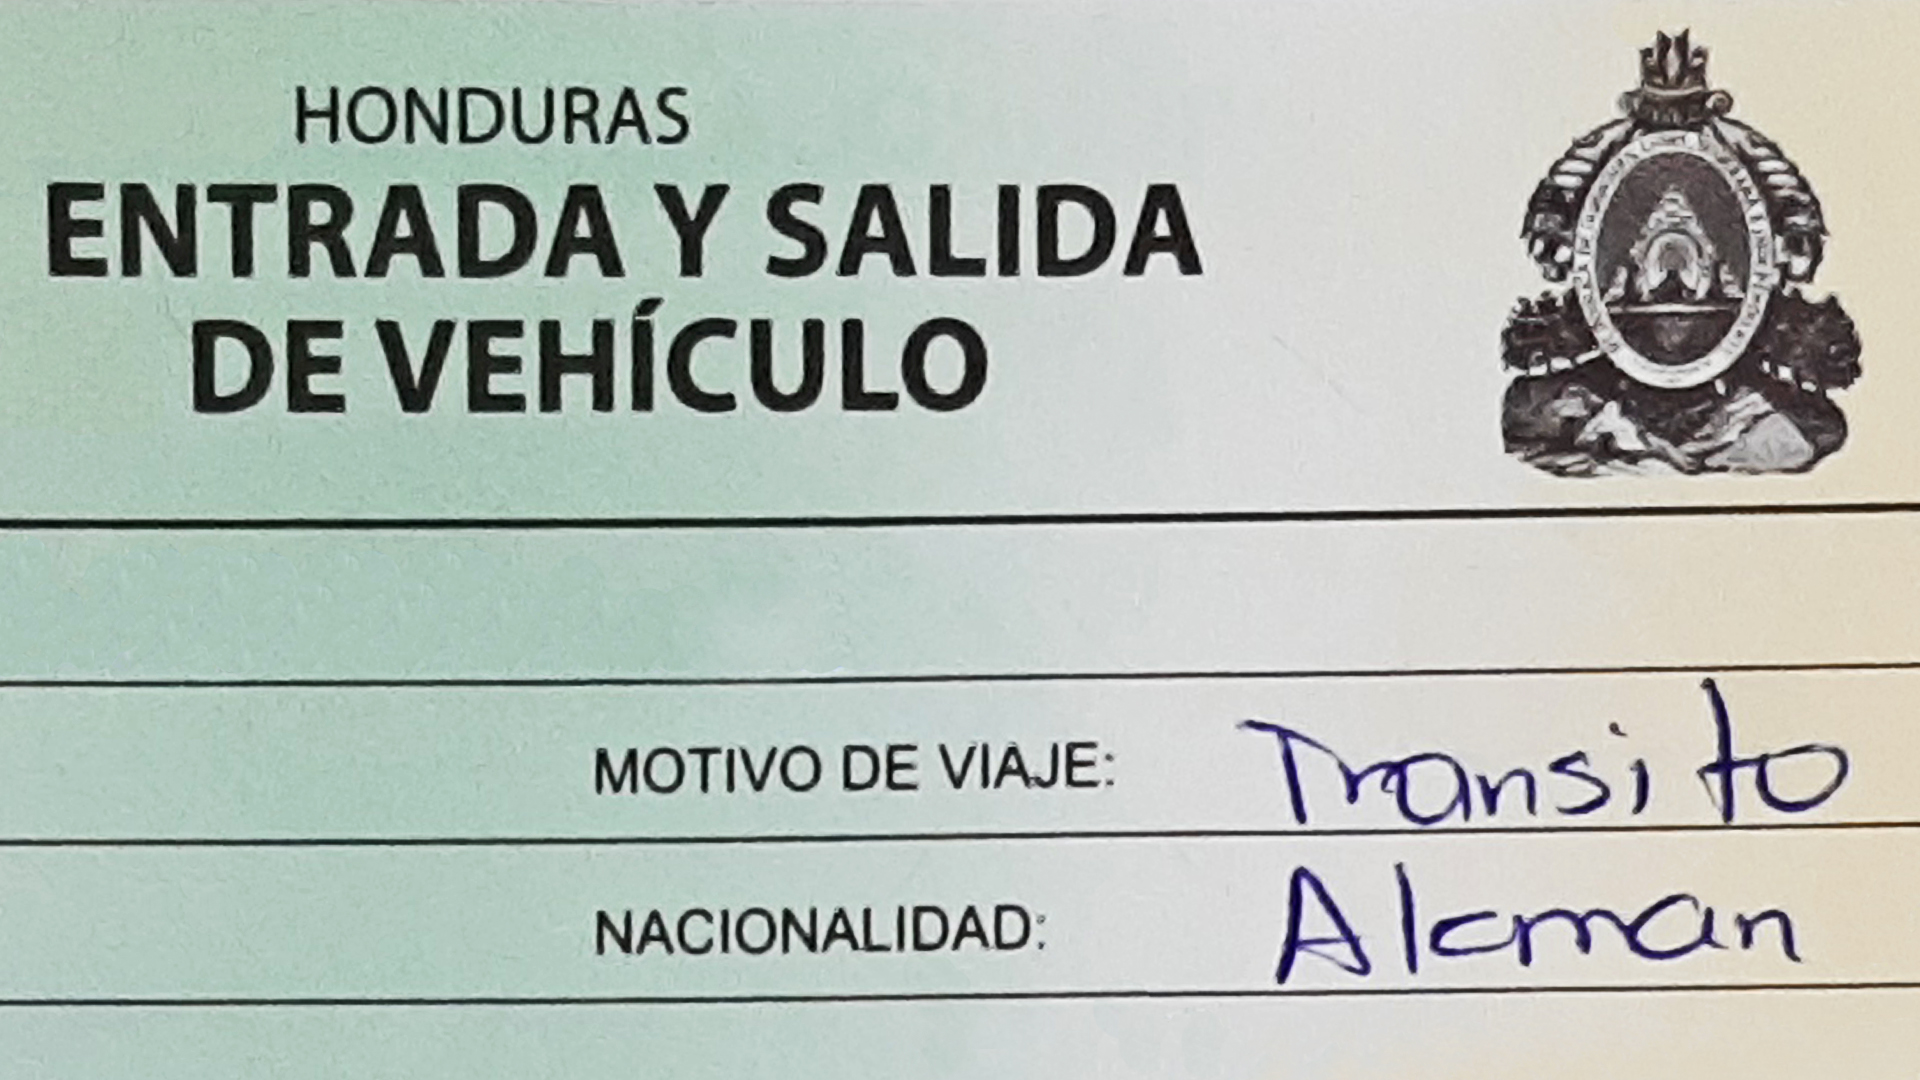 HONDURAS
ENTRADA Y SALIDA
DE VEHÍCULO
MOTIVO DE VIAJE: Transito
NACIONALIDAD: Aleman